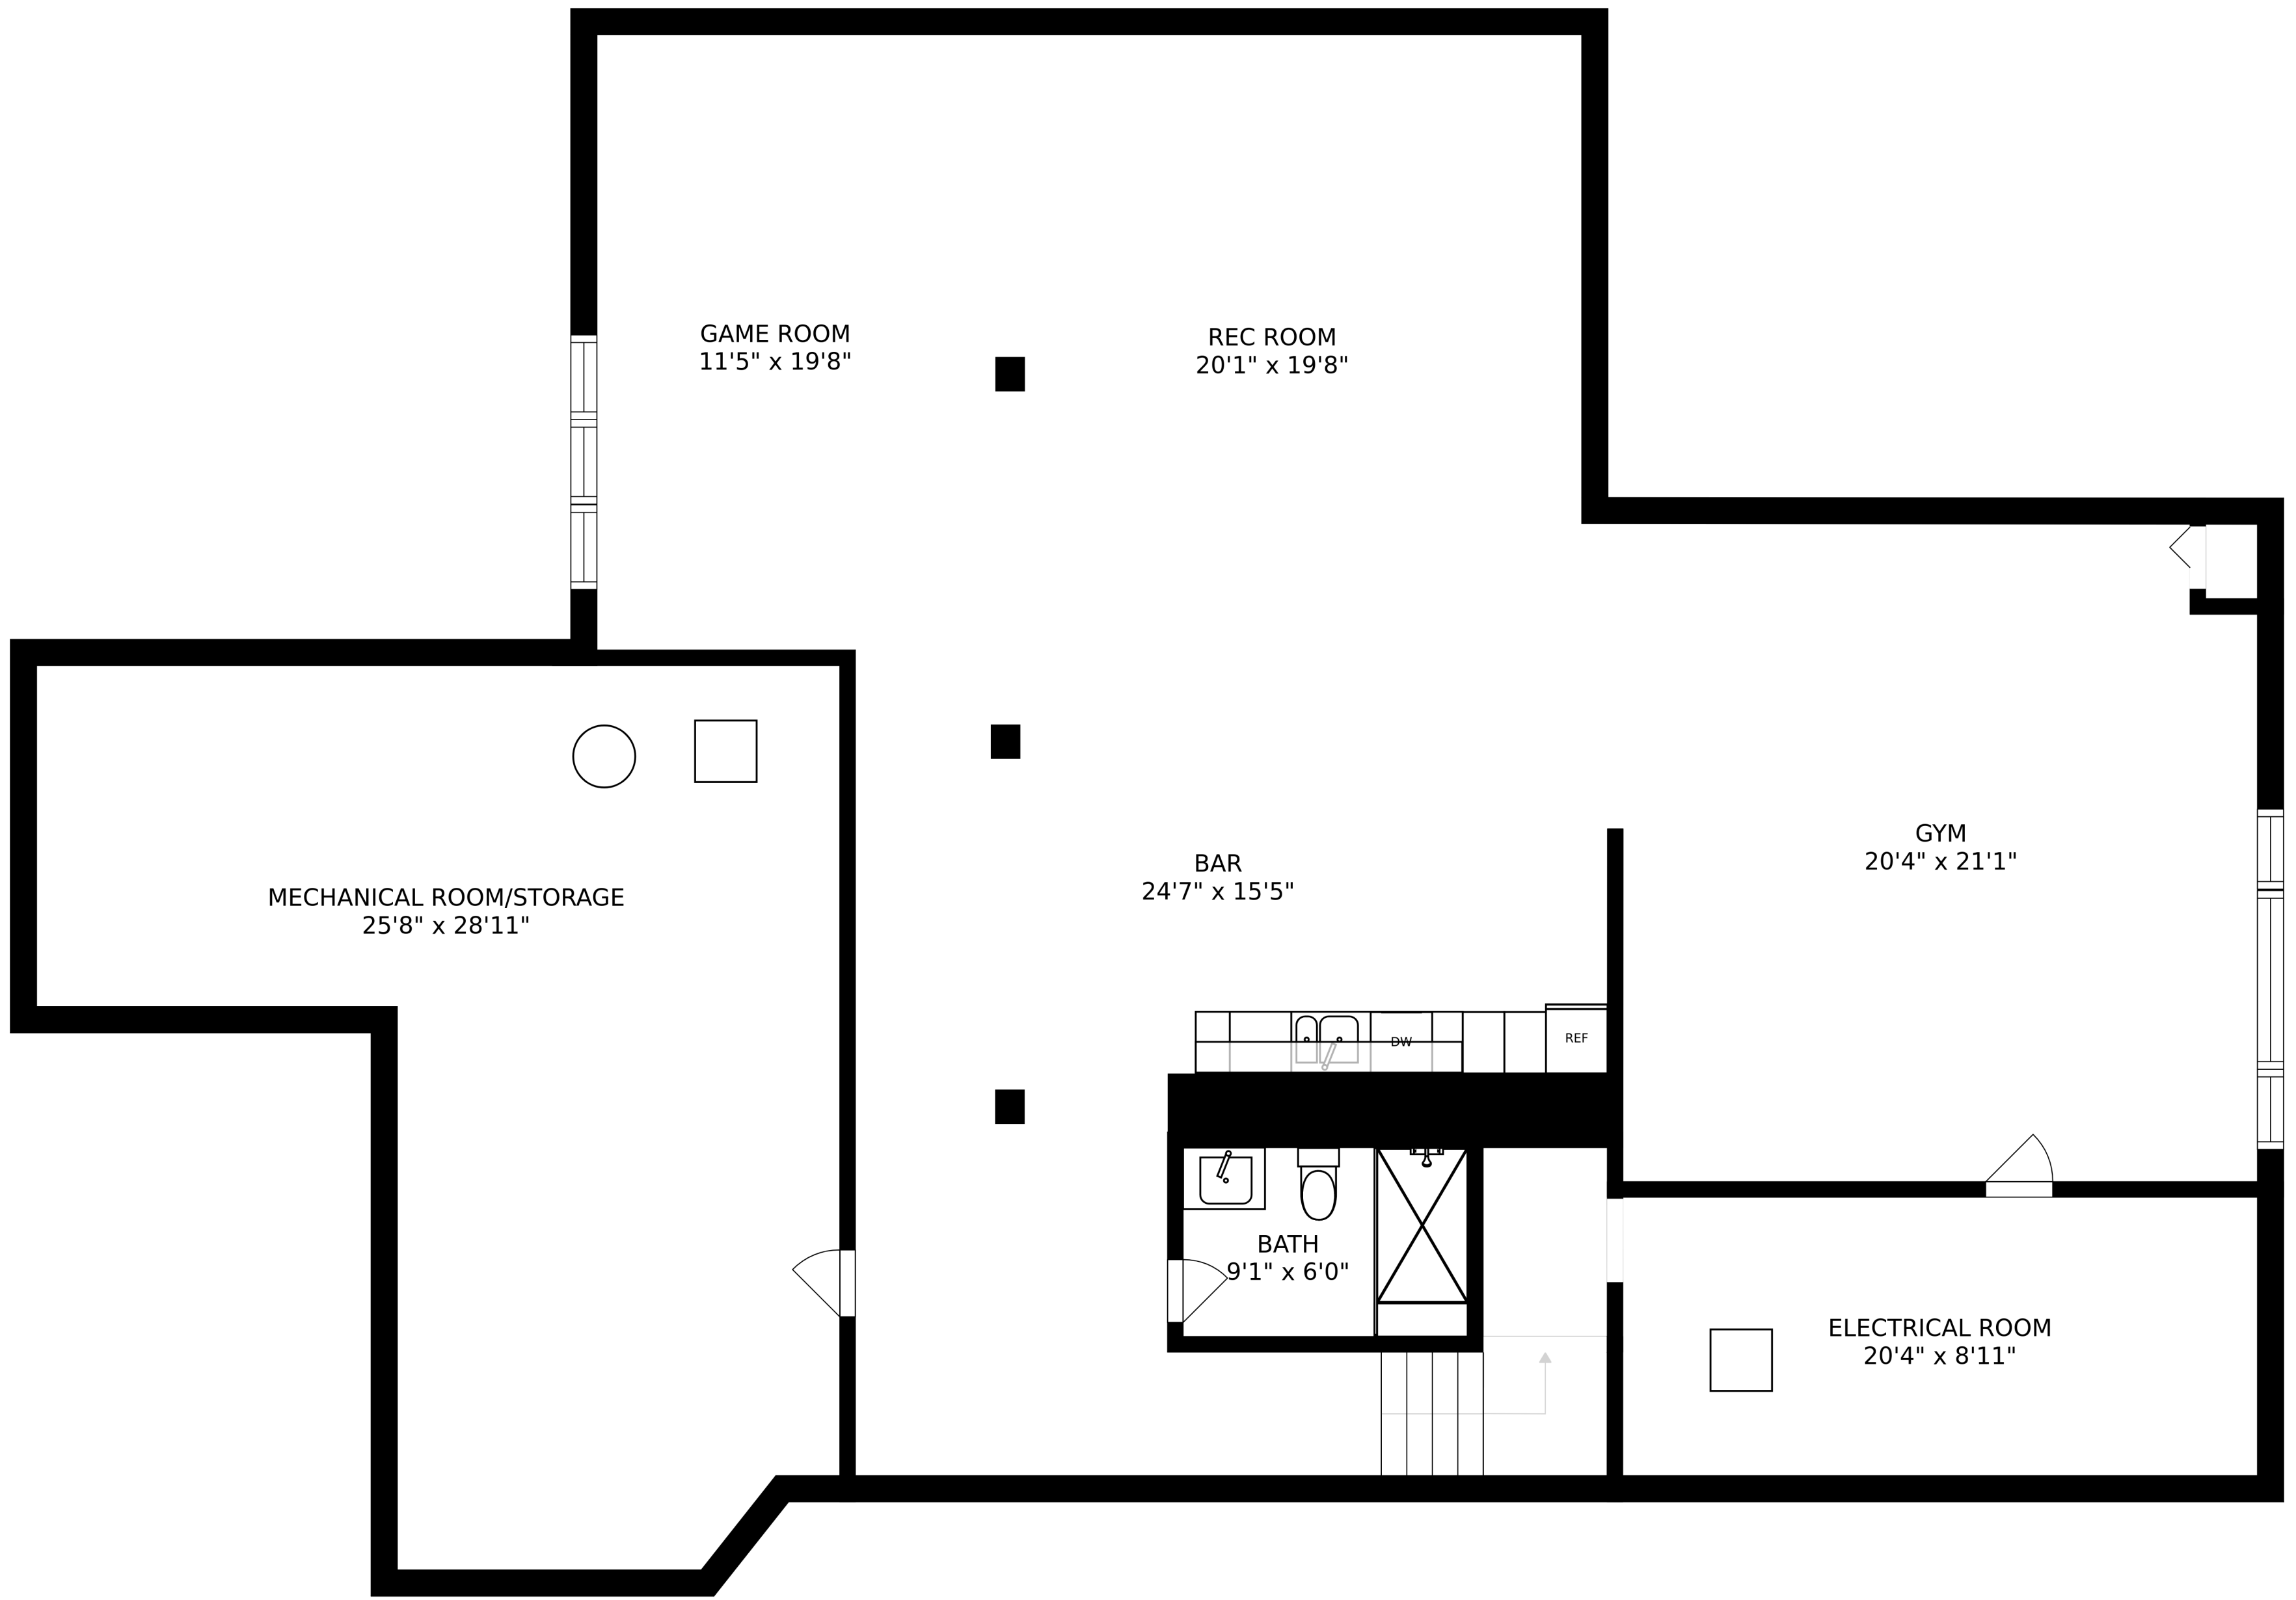 GAME ROOM
11'5" x 19'8"
REC ROOM
20'1" x 19'8"
GYM
20'4" x 21'1"
BAR
24'7" x 15'5"
MECHANICAL ROOM/STORAGE
25'8" x 28'11"
DW
REF
BATH
9'1" x 6'0"
ELECTRICAL ROOM
20'4" x 8'11"